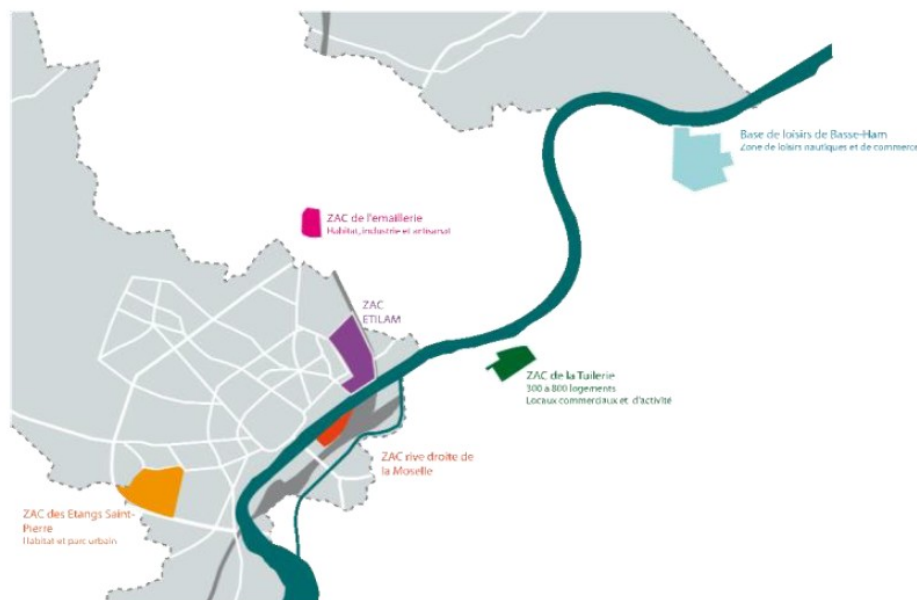 Base de loisirs de Basse-Ham
Zone de loisirs nautiques et de commerce
ZAC de l'emaillerie
Habitat, industrie et artisanat
ZAC
ETILAM
ZAC de la Tuilerie
300 a 800 logements
Locaux commerciaux et d'activité
ZAC rive droite de
la Moselle
ZAC des Etangs Saint-
Pierre
Habitat et parc urbain